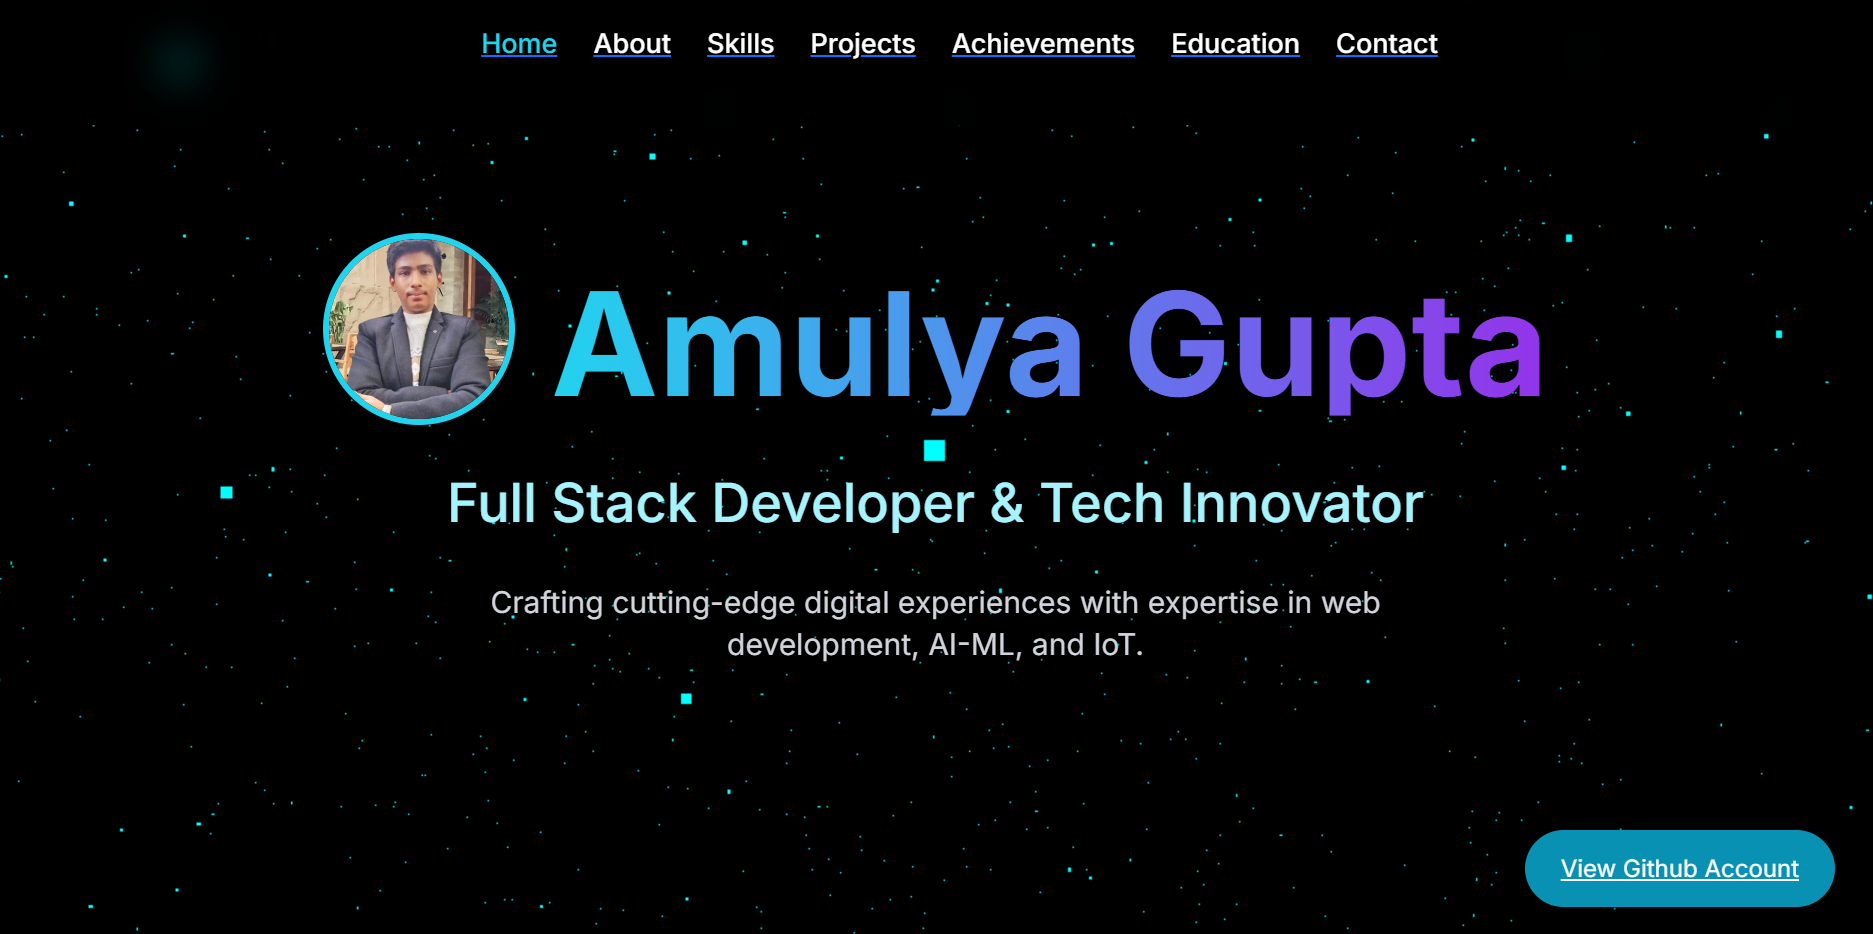 Home About Skills Projects Achievements Education Contact
Amulya Gupta
Full Stack Developer & Tech Innovator
Crafting cutting-edge digital experiences with expertise in web
development, AI-ML, and IoT.
View Github Account